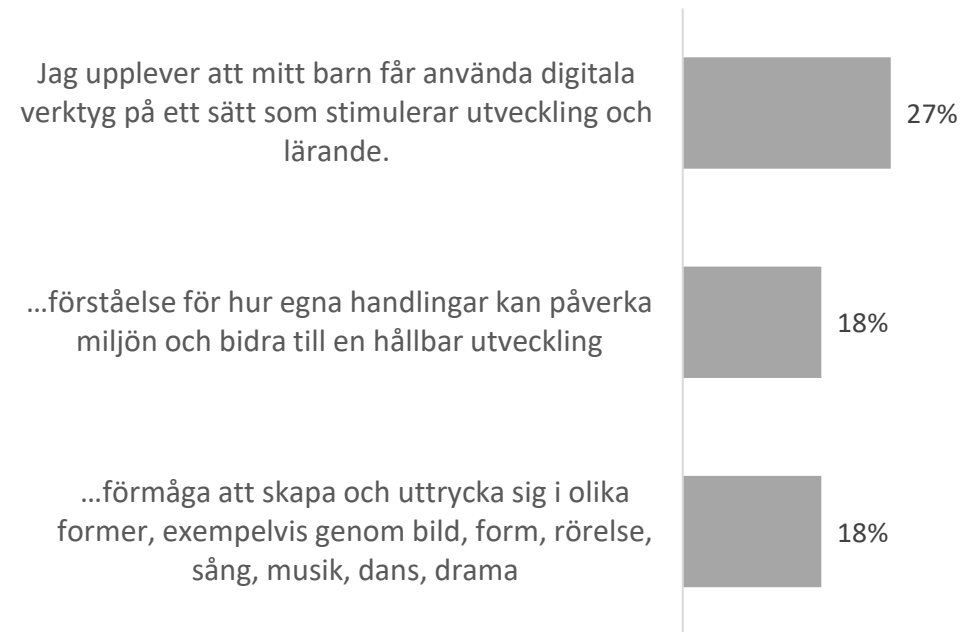 Jag upplever att mitt barn får använda digitala
verktyg på ett sätt som stimulerar utveckling och
lärande.
27%
...förståelse för hur egna handlingar kan påverka
miljön och bidra till en hållbar utveckling
18%
...förmåga att skapa och uttrycka sig i olika
former, exempelvis genom bild, form, rörelse,
sång, musik, dans, drama
18%